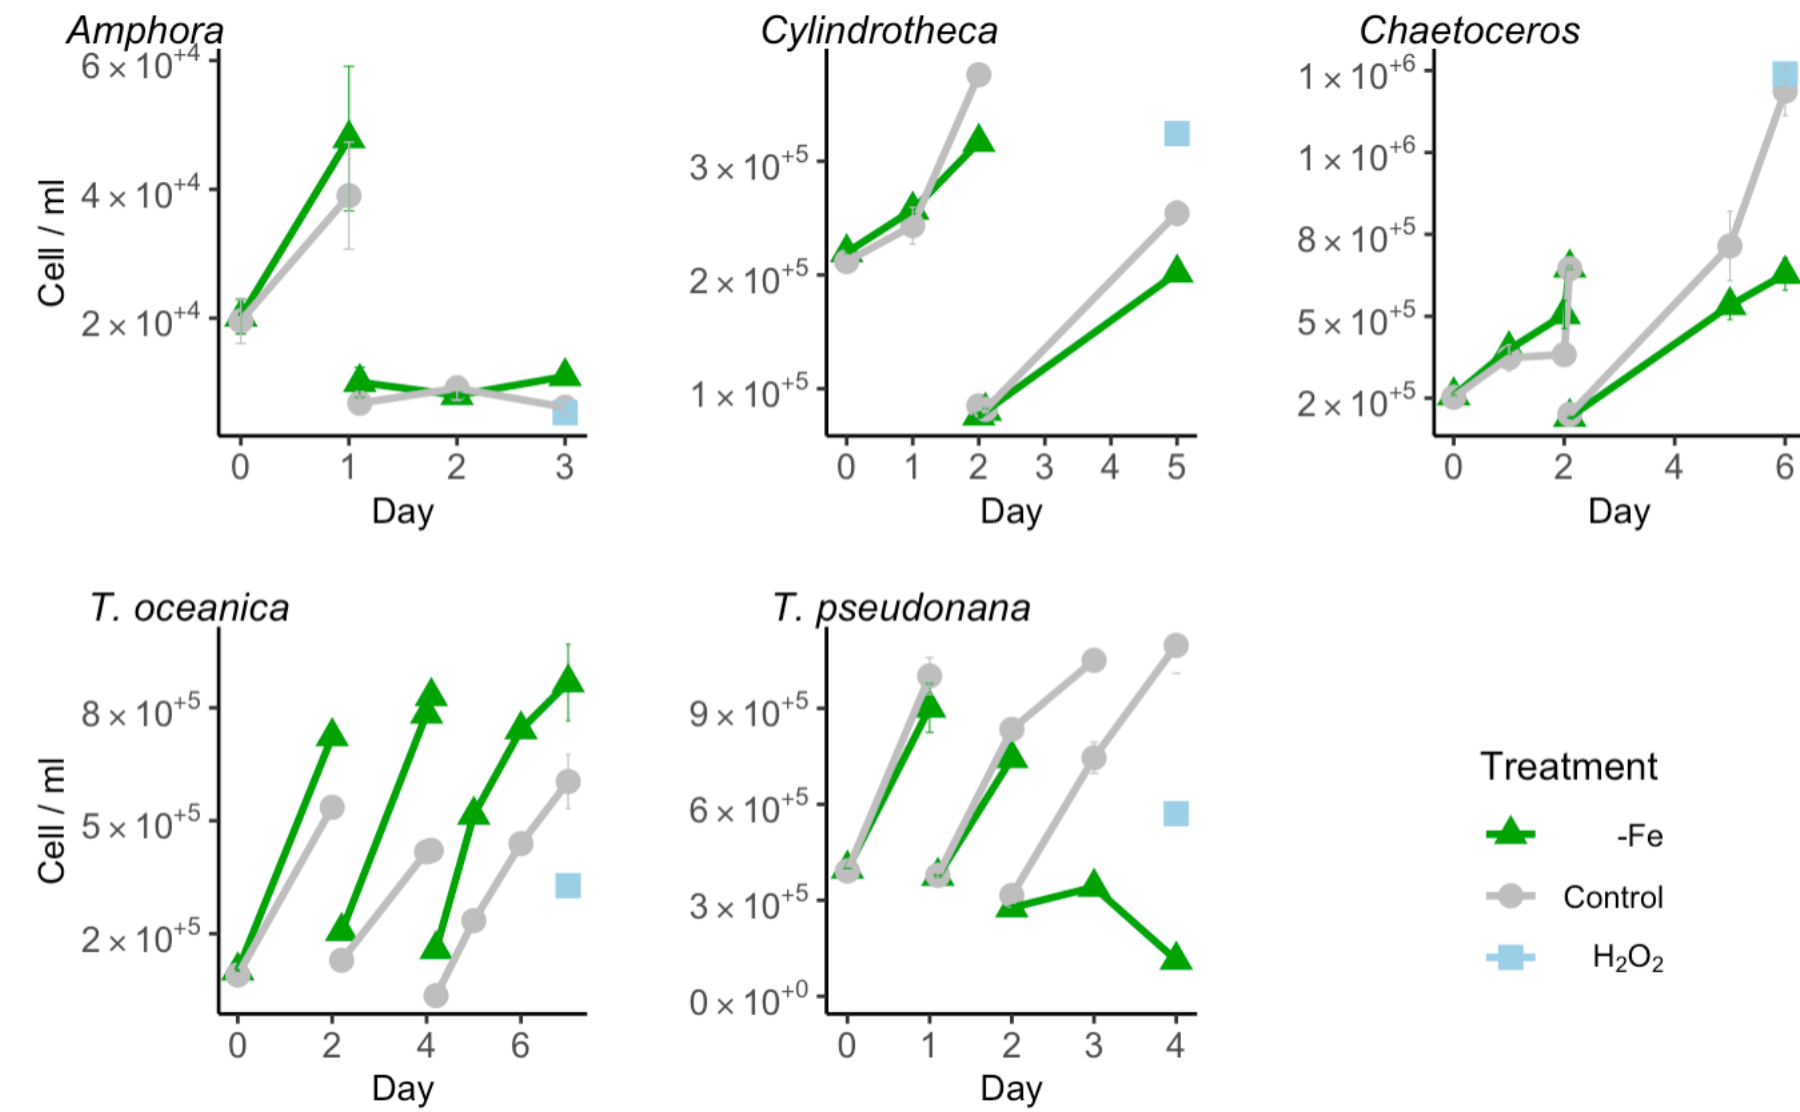 Amphora
Cell / ml
6 × 10⁺⁴
4 × 10⁺⁴
2 × 10⁺⁴
0 1 2 3
Day
Cylindrotheca
3 × 10⁺⁵
2 × 10⁺⁵
1 × 10⁺⁵
0 1 2 3 4 5
Day
Chaetoceros
1 × 10⁺⁶
1 × 10⁺⁶
8 × 10⁺⁵
5 × 10⁺⁵
2 × 10⁺⁵
0 2 4 6
Day
T. oceanica
Cell / ml
8 × 10⁺⁵
5 × 10⁺⁵
2 × 10⁺⁵
0 2 4 6
Day
T. pseudonana
9 × 10⁺⁵
6 × 10⁺⁵
3 × 10⁺⁵
0 × 10⁺⁰
0 1 2 3 4
Day
Treatment
-Fe
Control
H₂O₂